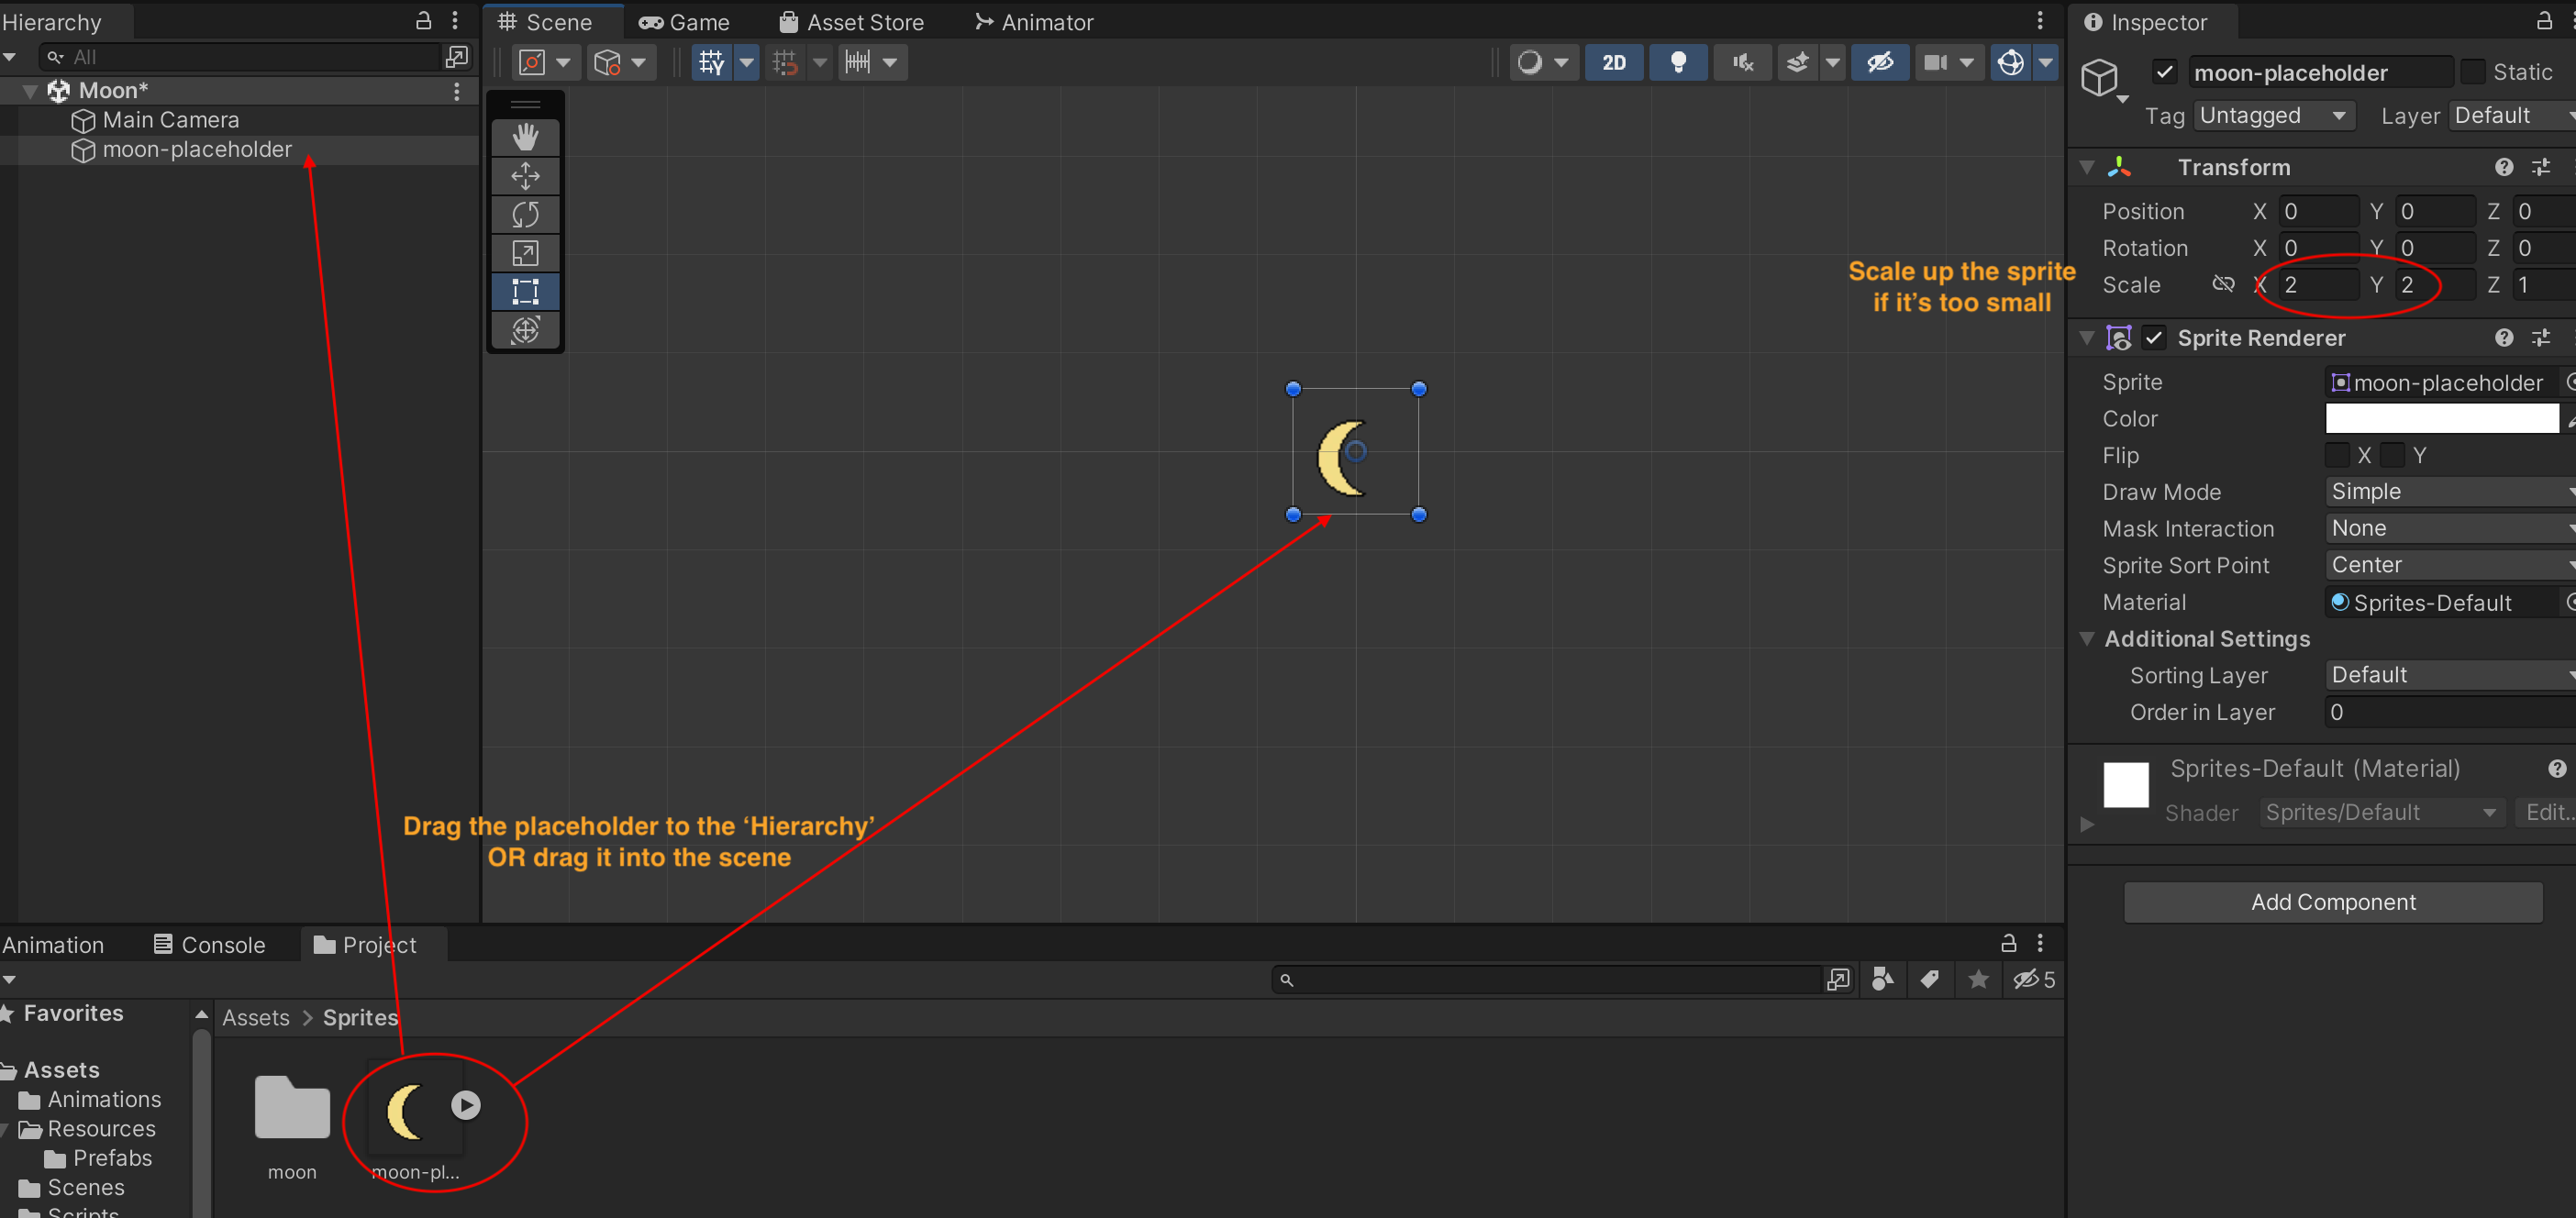 Hierarchy
All
Moon*
Main Camera
moon-placeholder
Scene
Game
Asset Store
Animator
2D
Inspector
moon-placeholder
Static
Tag Untagged Layer Default
Transform
Position X 0 Y 0 Z 0
Rotation X 0 Y 0 Z 0
Scale X 2 Y 2 Z 1
Scale up the sprite
if it's too small
Sprite Renderer
Sprite moon-placeholder
Color
Flip X Y
Draw Mode Simple
Mask Interaction None
Sprite Sort Point Center
Material Sprites-Default
Additional Settings
Sorting Layer Default
Order in Layer 0
Sprites-Default (Material)
Shader Sprites/Default Edit..
Add Component
Drag the placeholder to the ‘Hierarchy’
OR drag it into the scene
Animation
Console
Project
5
Favorites
Assets
Animations
Resources
Prefabs
Scenes
Scripts
Assets > Sprites
moon
moon-pl...